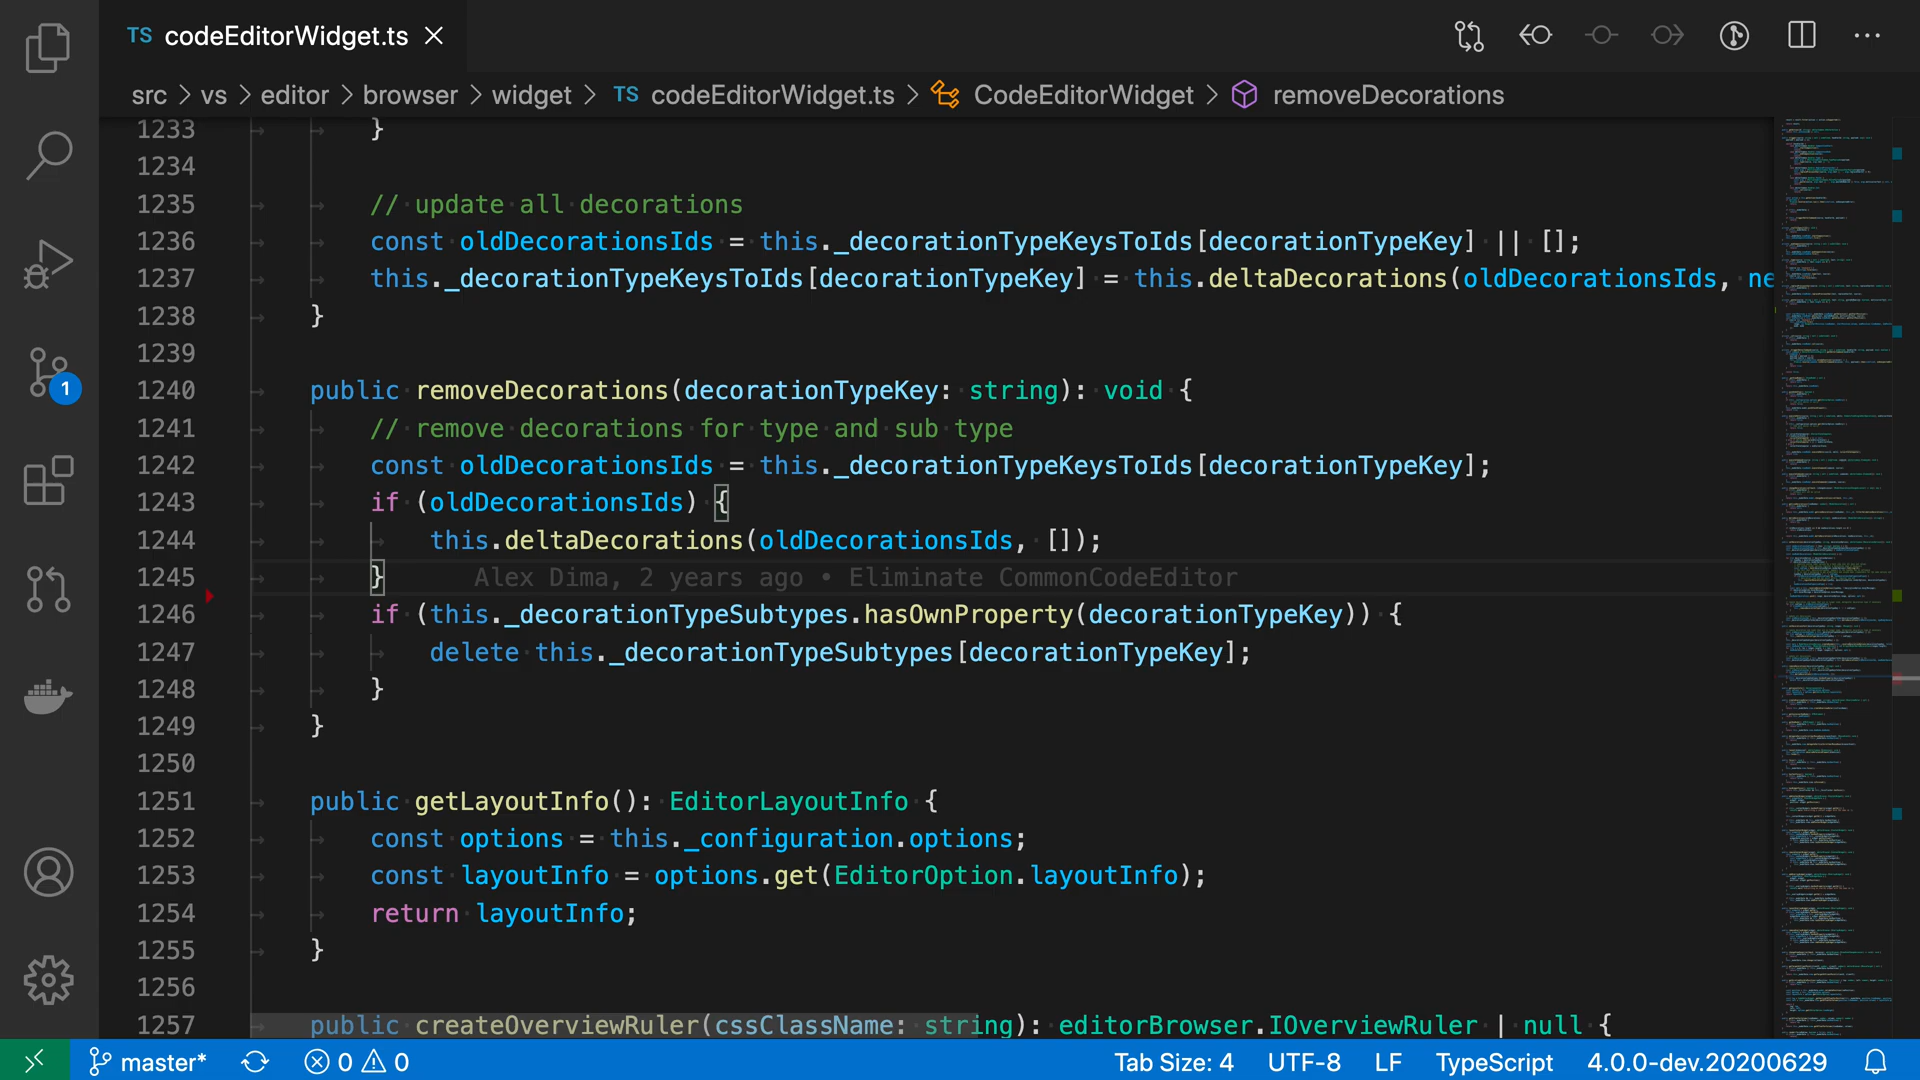 TS codeEditorWidget.ts
src > vs > editor > browser > widget > TS codeEditorWidget.ts > CodeEditorWidget > removeDecorations
1233 }
1234
1235 // update all decorations
1236 const oldDecorationsIds = this._decorationTypeKeysToIds[decorationTypeKey] || [];
1237 this._decorationTypeKeysToIds[decorationTypeKey] = this.deltaDecorations(oldDecorationsIds, ne
1238 }
1239
1240 public removeDecorations(decorationTypeKey: string): void {
1241 // remove decorations for type and sub type
1242 const oldDecorationsIds = this._decorationTypeKeysToIds[decorationTypeKey];
1243 if (oldDecorationsIds) {
1244 this.deltaDecorations(oldDecorationsIds, []);
1245 } Alex Dima, 2 years ago • Eliminate CommonCodeEditor
1246 if (this._decorationTypeSubtypes.hasOwnProperty(decorationTypeKey)) {
1247 delete this._decorationTypeSubtypes[decorationTypeKey];
1248 }
1249 }
1250
1251 public getLayoutInfo(): EditorLayoutInfo {
1252 const options = this._configuration.options;
1253 const layoutInfo = options.get(EditorOption.layoutInfo);
1254 return layoutInfo;
1255 }
1256
1257 public createOverviewRuler(cssClassName: string): editorBrowser.IOverviewRuler | null {
1
master* 0 0 Tab Size: 4 UTF-8 LF TypeScript 4.0.0-dev.20200629